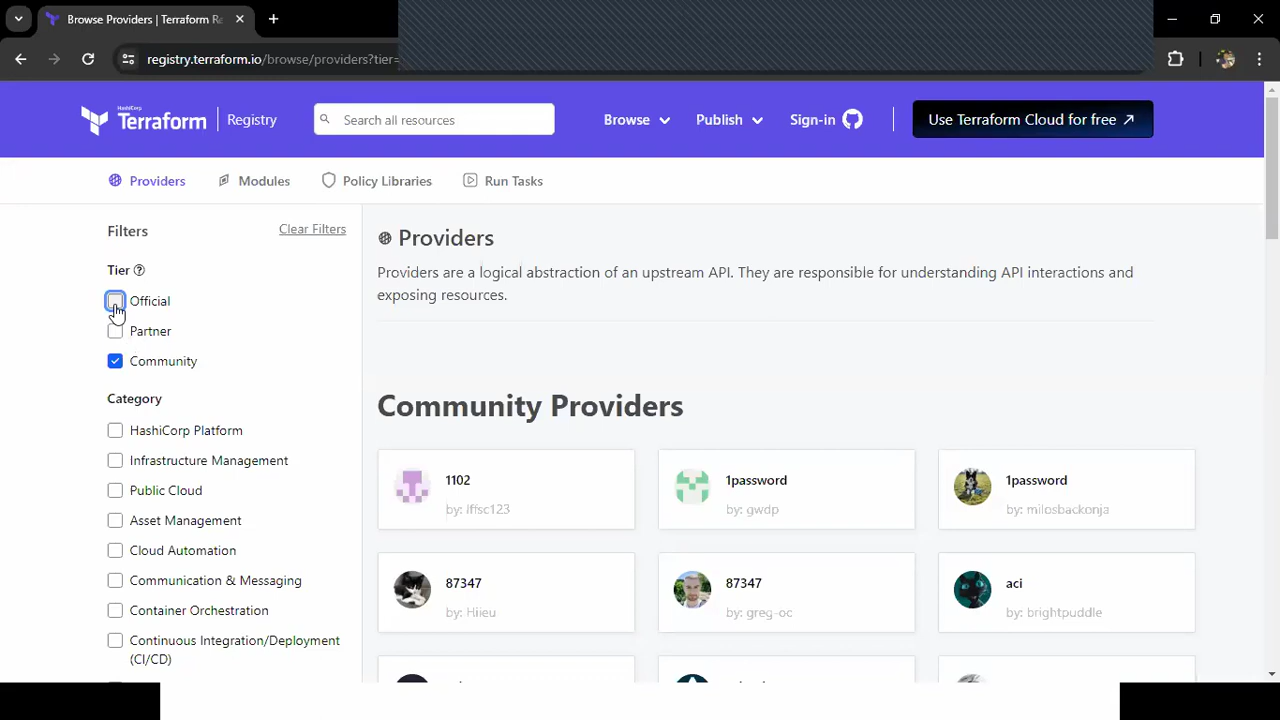 Browse Providers | Terraform Re
registry.terraform.io/browse/providers?tier=
HashiCorp
Terraform
Registry
Search all resources
Browse
Publish
Sign-in
Use Terraform Cloud for free
Providers
Modules
Policy Libraries
Run Tasks
Filters
Clear Filters
Tier
Official
Partner
Community
Category
HashiCorp Platform
Infrastructure Management
Public Cloud
Asset Management
Cloud Automation
Communication & Messaging
Container Orchestration
Continuous Integration/Deployment
(CI/CD)
Providers
Providers are a logical abstraction of an upstream API. They are responsible for understanding API interactions and
exposing resources.
Community Providers
1102
by: lffsc123
1password
by: gwdp
1password
by: milosbackonja
87347
by: Hiieu
87347
by: greg-oc
aci
by: brightpuddle